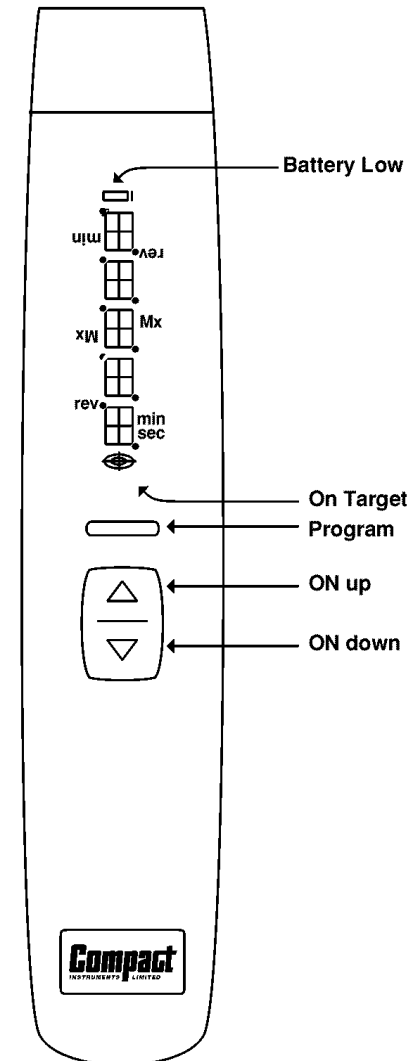 Battery Low
min
rev
Mx
Mx
rev
min
sec
On Target
Program
ON up
ON down
Compact
INSTRUMENTS LIMITED